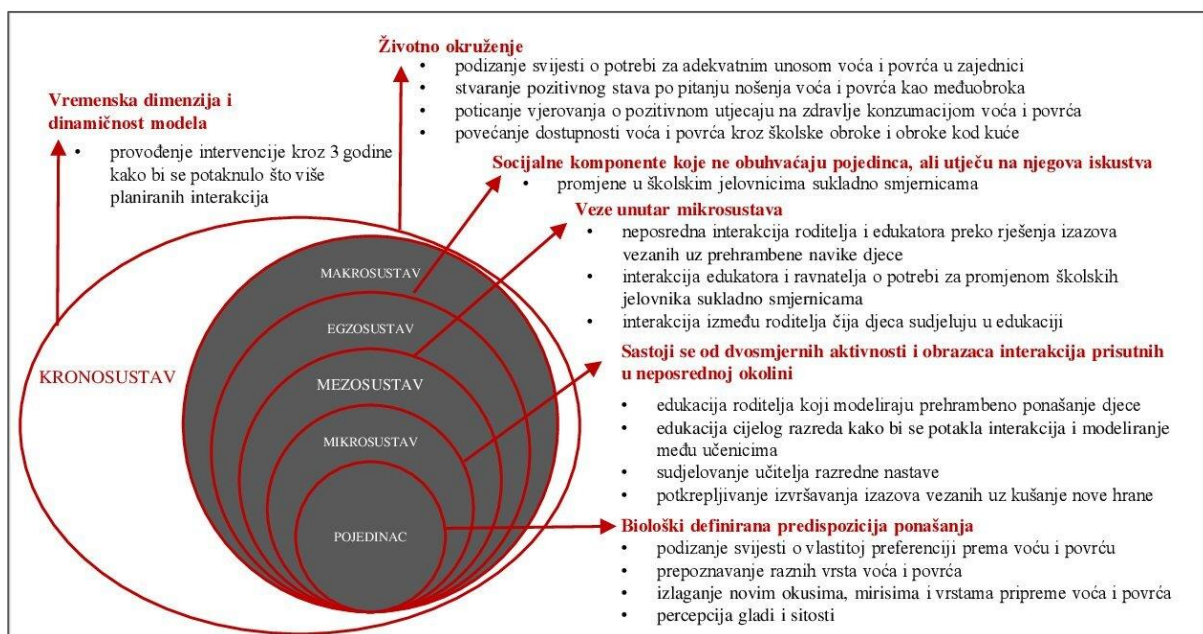 Životno okruženje
• podizanje svijesti o potrebi za adekvatnim unosom voća i povrća u zajednici
• stvaranje pozitivnog stava po pitanju nošenja voća i povrća kao međuobroka
• poticanje vjerovanja o pozitivnom utjecaju na zdravlje konzumacijom voća i povrća
• povećanje dostupnosti voća i povrća kroz školske obroke i obroke kod kuće
Vremenska dimenzija i
dinamičnost modela
• provođenje intervencije kroz 3 godine
kako bi se potaknulo što više
planiranih interakcija
Socijalne komponente koje ne obuhvaćaju pojedinca, ali utječu na njegova iskustva
• promjene u školskim jelovnicima sukladno smjernicama
Veze unutar mikrosustava
• neposredna interakcija roditelja i edukatora preko rješenja izazova
vezanih uz prehrambene navike djece
• interakcija edukatora i ravnatelja o potrebi za promjenom školskih
jelovnika sukladno smjernicama
• interakcija između roditelja čija djeca sudjeluju u edukaciji
Sastoji se od dvosmjernih aktivnosti i obrazaca interakcija prisutnih
u neposrednoj okolini
• edukacija roditelja koji modeliraju prehrambeno ponašanje djece
• edukacija cijelog razreda kako bi se potakla interakcija i modeliranje
među učenicima
• sudjelovanje učitelja razredne nastave
• potkrepljivanje izvršavanja izazova vezanih uz kušanje nove hrane
Biološki definirana predispozicija ponašanja
• podizanje svijesti o vlastitoj preferenciji prema voću i povrću
• prepoznavanje raznih vrsta voća i povrća
• izlaganje novim okusima, mirisima i vrstama pripreme voća i povrća
• percepcija gladi i sitosti
KRONOSUSTAV
MAKROSUSTAV
EGZOSUSTAV
MEZOSUSTAV
MIKROSUSTAV
POJEDINAC